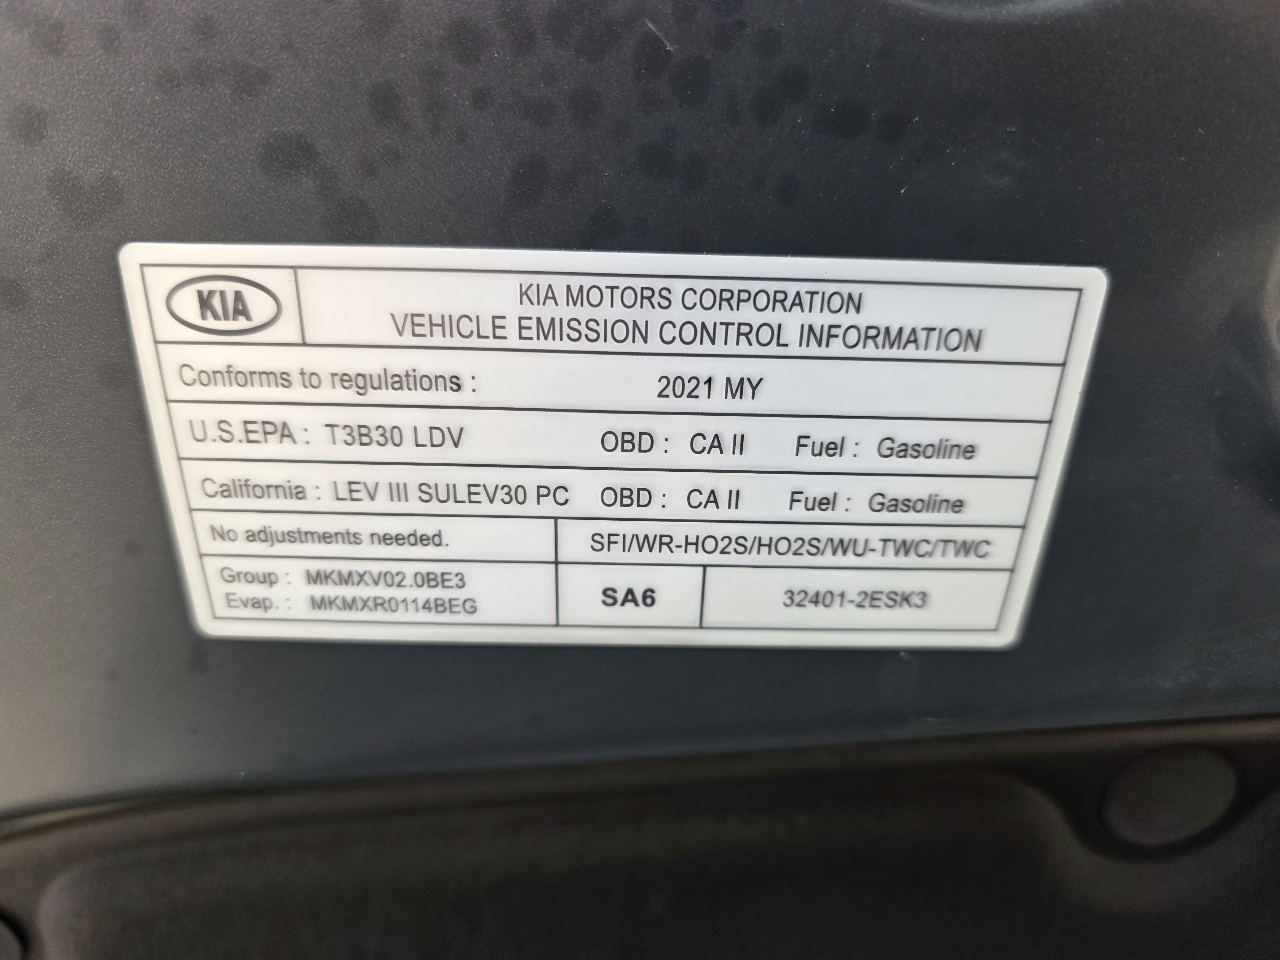 KIA
KIA MOTORS CORPORATION
VEHICLE EMISSION CONTROL INFORMATION
Conforms to regulations : 2021 MY
U.S.EPA : T3B30 LDV OBD : CA II Fuel : Gasoline
California : LEV III SULEV30 PC OBD : CA II Fuel : Gasoline
No adjustments needed. SFI/WR-HO2S/HO2S/WU-TWC/TWC
Group : MKMXV02.0BE3
Evap. : MKMXR0114BEG
SA6 32401-2ESK3